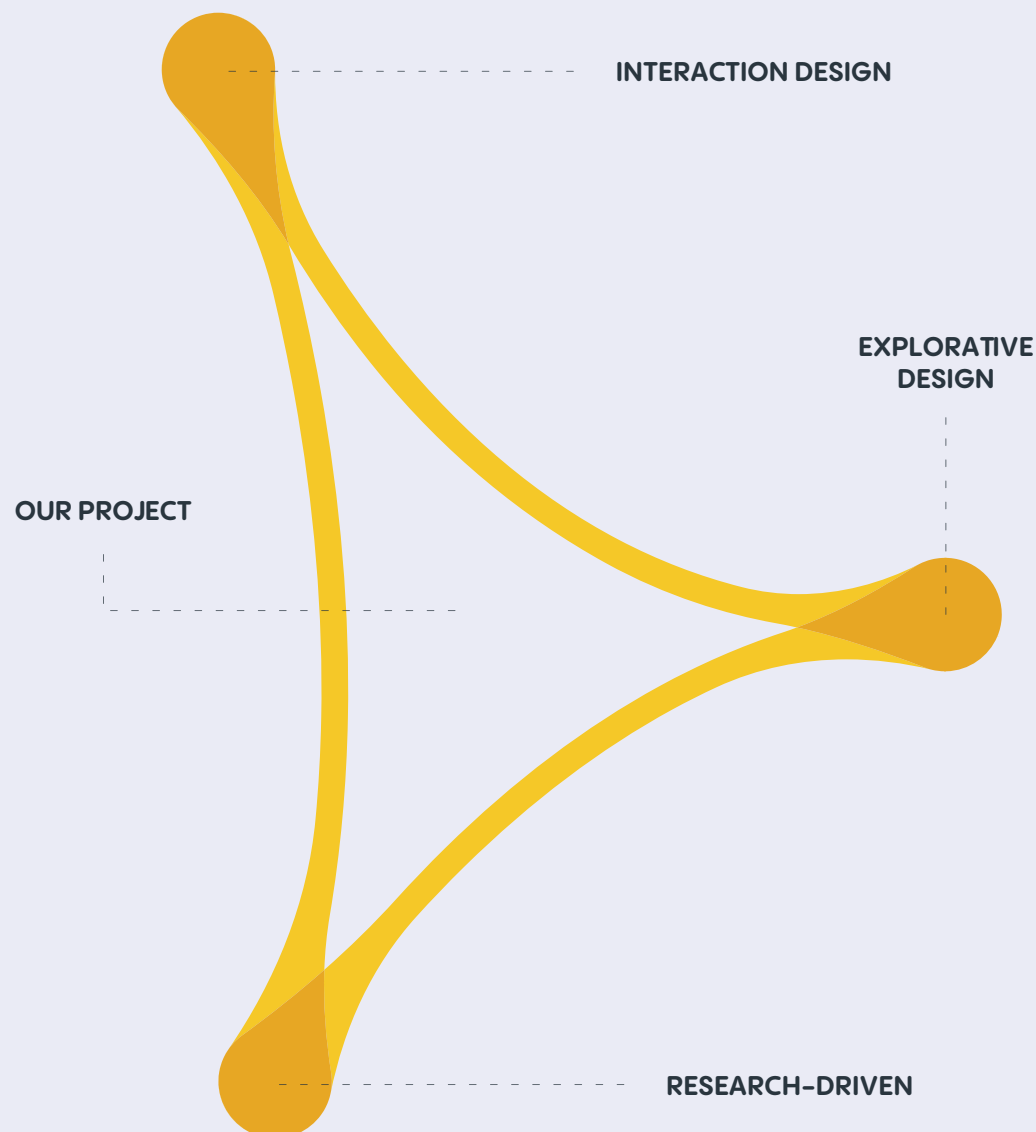 INTERACTION DESIGN
EXPLORATIVE
DESIGN
OUR PROJECT
RESEARCH-DRIVEN